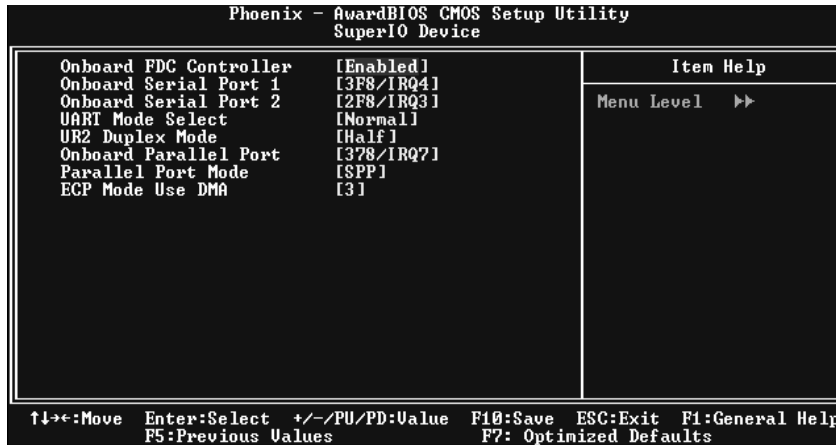 Phoenix - AwardBIOS CMOS Setup Utility
SuperIO Device
Onboard FDC Controller [Enabled]
Onboard Serial Port 1 [3F8/IRQ4]
Onboard Serial Port 2 [2F8/IRQ3]
UART Mode Select [Normal]
UR2 Duplex Mode [Half]
Onboard Parallel Port [378/IRQ7]
Parallel Port Mode [SPP]
ECP Mode Use DMA [3]
Item Help
Menu Level ▶▶
↑↓→←:Move Enter:Select +/-/PU/PD:Value F10:Save ESC:Exit F1:General Help
F5:Previous Values F7: Optimized Defaults